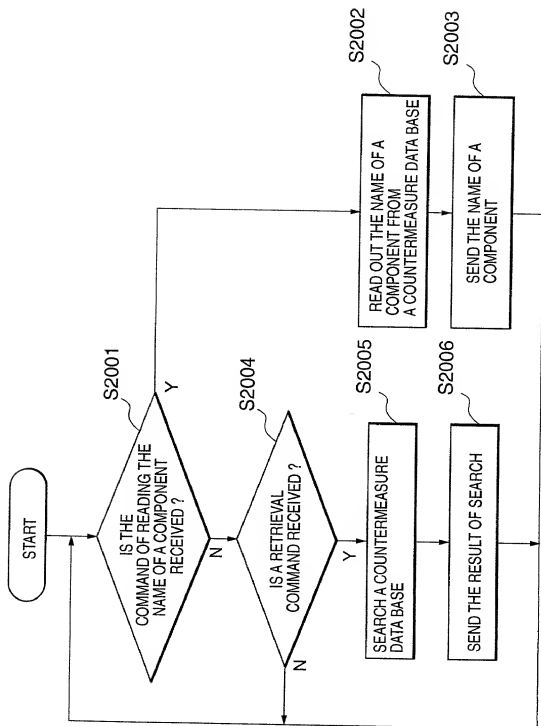 START
S2001
IS THE
COMMAND OF READING THE
NAME OF A COMPONENT
RECEIVED ?
Y
N
S2004
IS A RETRIEVAL
COMMAND RECEIVED ?
N
Y
S2005
SEARCH A COUNTERMEASURE
DATA BASE
S2006
SEND THE RESULT OF SEARCH
S2002
READ OUT THE NAME OF A
COMPONENT FROM
A COUNTERMEASURE DATA BASE
S2003
SEND THE NAME OF A
COMPONENT